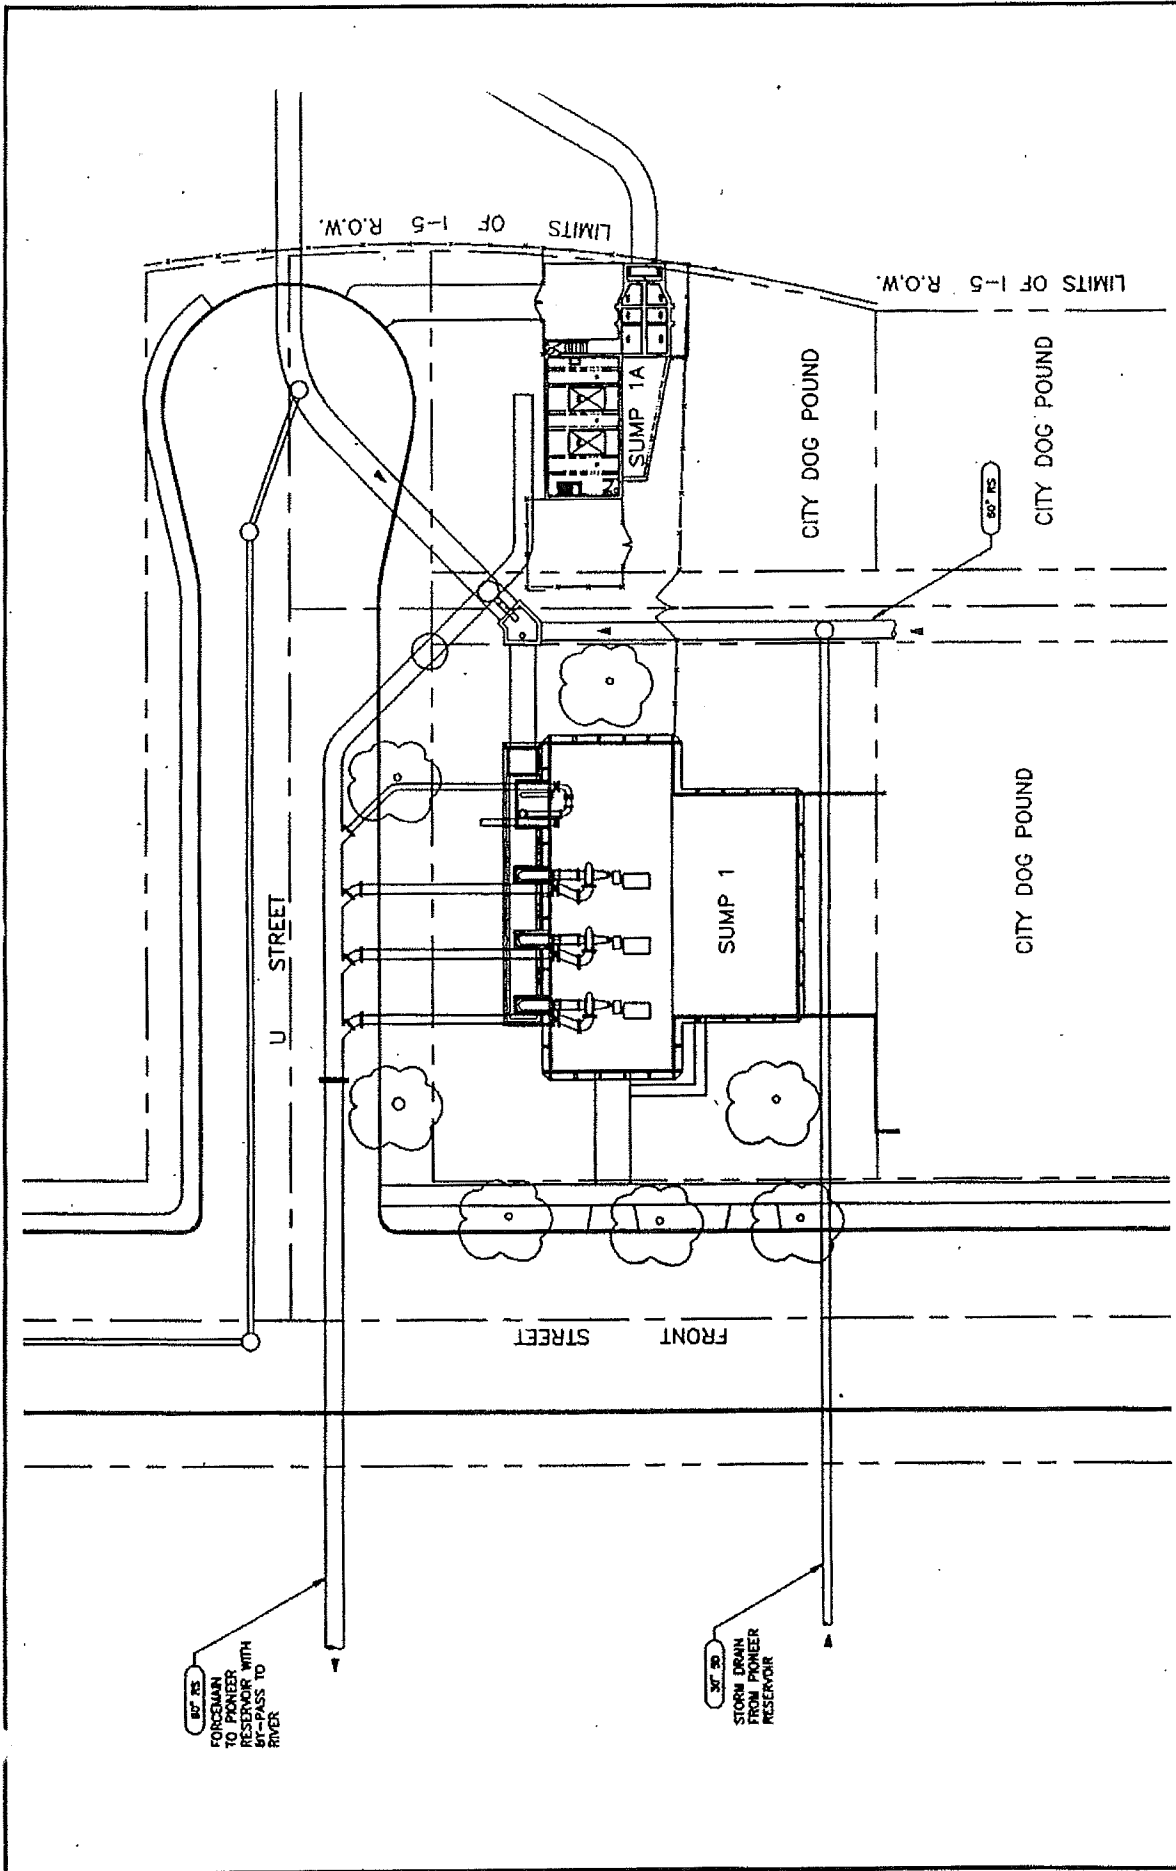 LIMITS OF I-5 R.O.W.
LIMITS OF I-5 R.O.W.
SUMP 1A
CITY DOG POUND
CITY DOG POUND
60" RS
U STREET
SUMP 1
CITY DOG POUND
FRONT STREET
60" RS
FORCEMAIN
TO PIONEER
RESERVOIR WITH
BY-PASS TO
RIVER
30" SD
STORM DRAIN
FROM PIONEER
RESERVOIR